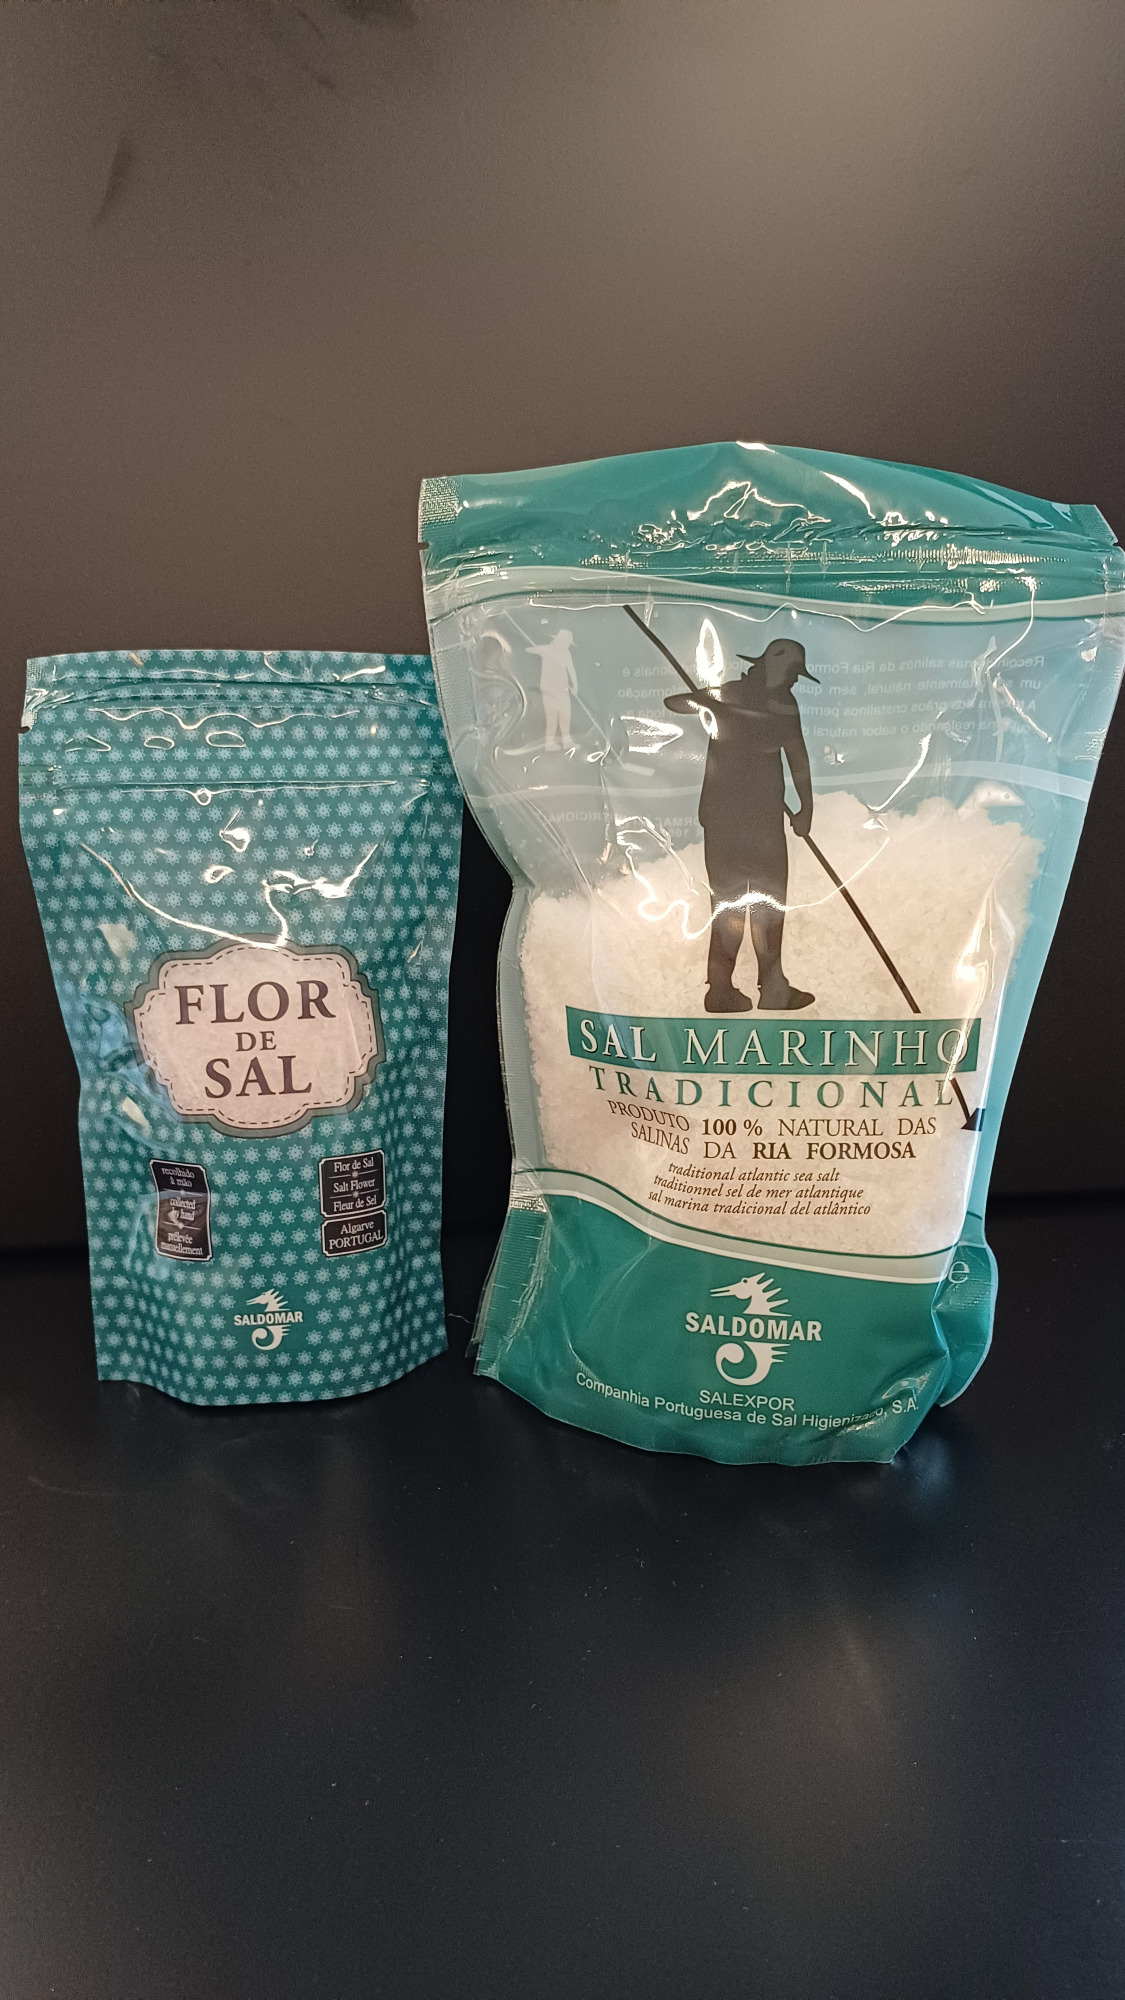 FLOR
DE
SAL
recolhido
à mão
collected
by hand
prélevée
manuellement
Flor de Sal
Salt Flower
Fleur de Sel
Algarve
PORTUGAL
SALDOMAR
SAL MARINHO
TRADICIONAL
PRODUTO 100 % NATURAL DAS
SALINAS DA RIA FORMOSA
traditional atlantic sea salt
traditionnel sel de mer atlantique
sal marina tradicional del atlântico
e
SALDOMAR
SALEXPOR
Companhia Portuguesa de Sal Higienizado, S.A.